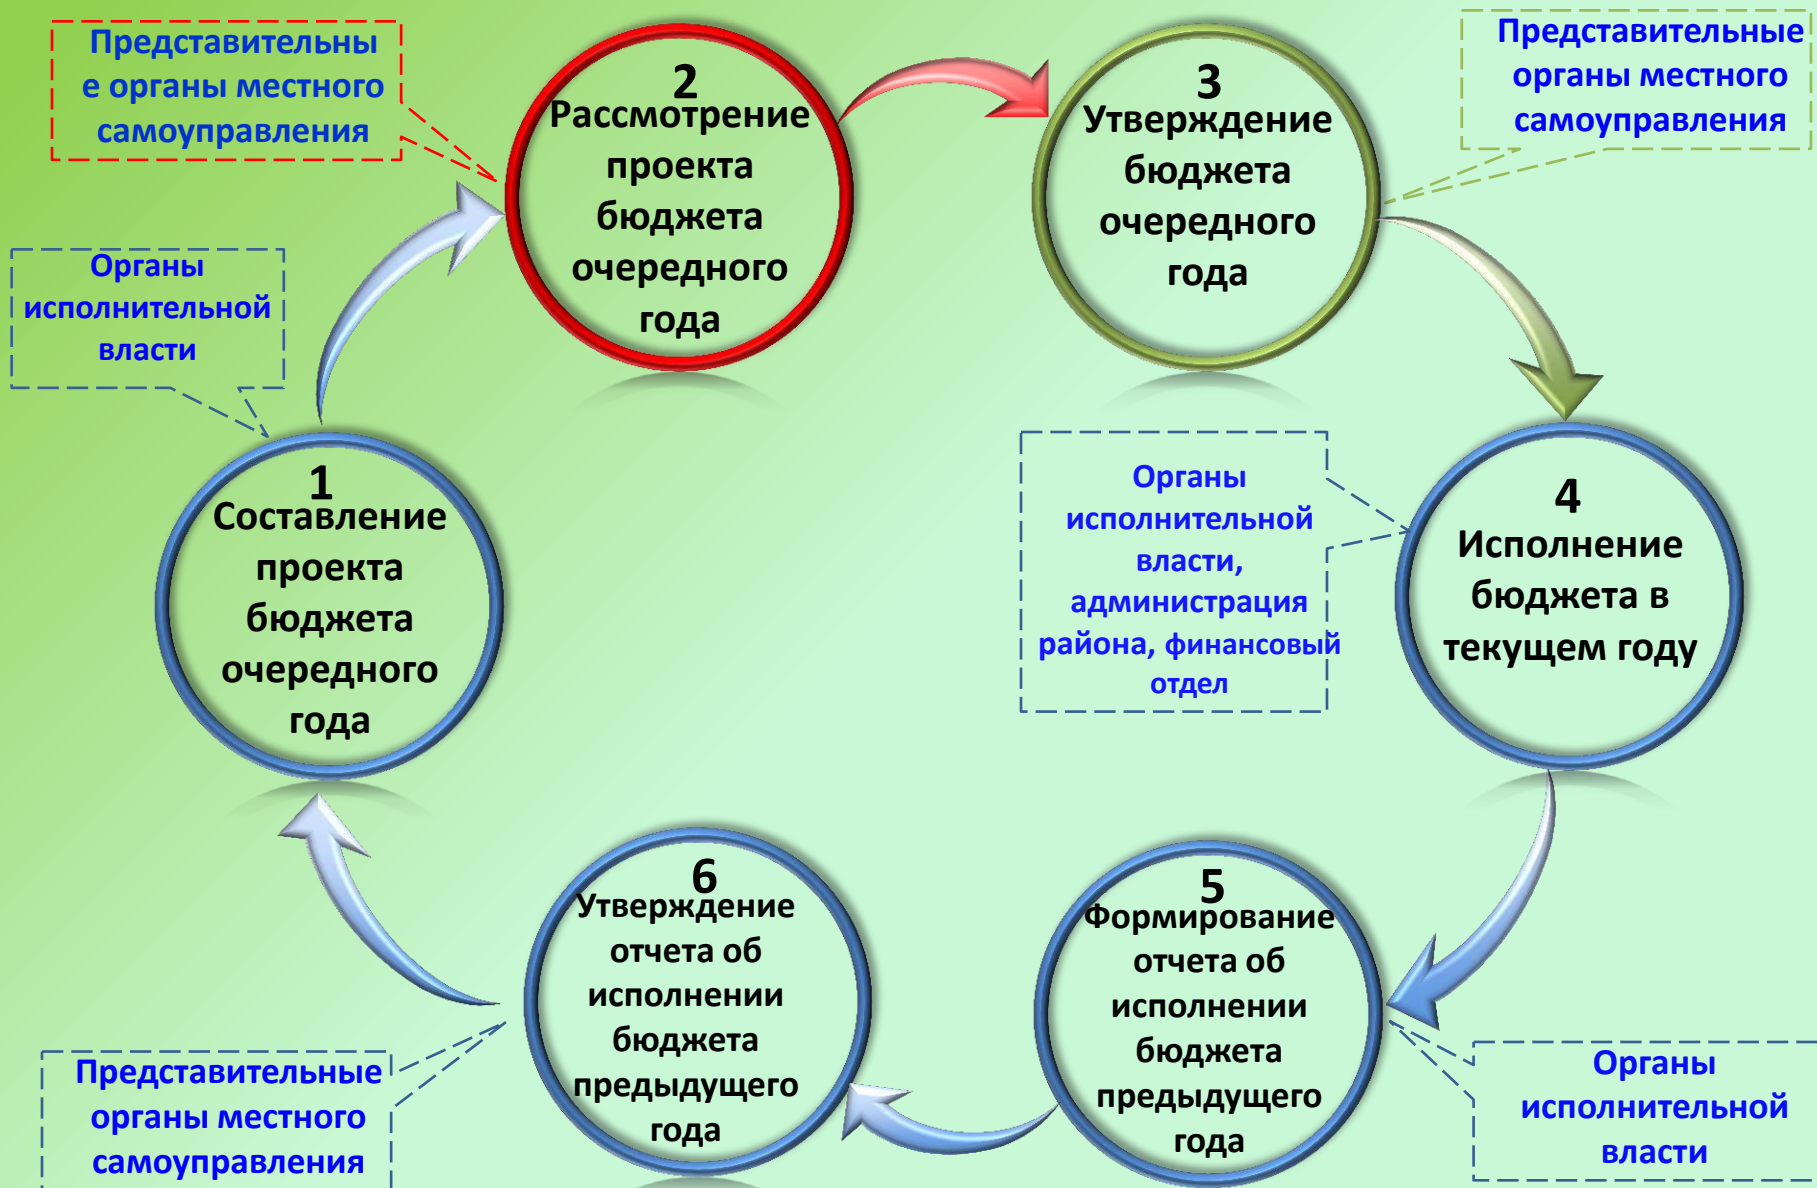 Представительны
е органы местного
самоуправления
2
Рассмотрение
проекта
бюджета
очередного
года
3
Утверждение
бюджета
очередного
года
Представительные
органы местного
самоуправления
Органы
исполнительной
власти
1
Составление
проекта
бюджета
очередного
года
Органы
исполнительной
власти,
администрация
района, финансовый
отдел
4
Исполнение
бюджета в
текущем году
6
Утверждение
отчета об
исполнении
бюджета
предыдущего
года
5
Формирование
отчета об
исполнении
бюджета
предыдущего
года
Представительные
органы местного
самоуправления
Органы
исполнительной
власти